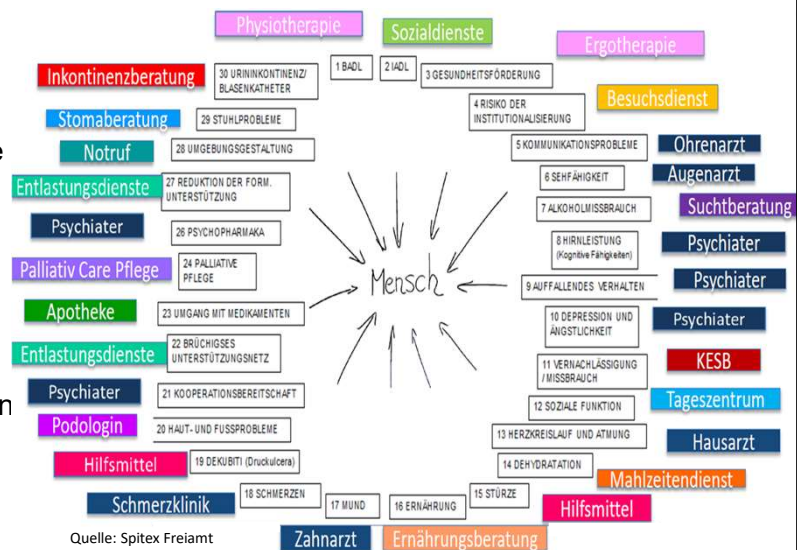 Physiotherapie
Sozialdienste
Ergotherapie
Inkontinenzberatung
30 URININKONTINENZ/
BLASENKATHETER
1 BADL
2 IADL
3 GESUNDHEITSFÖRDERUNG
Besuchsdienst
4 RISIKO DER
INSTITUTIONALISIERUNG
Stomaberatung
29 STUHLPROBLEME
5 KOMMUNIKATIONSPROBLEME
Ohrenarzt
e
Notruf
28 UMGEBUNGSGESTALTUNG
6 SEHFÄHIGKEIT
Augenarzt
Entlastungsdienste
27 REDUKTION DER FORM.
UNTERSTÜTZUNG
7 ALKOHOLMISSBRAUCH
Suchtberatung
Psychiater
26 PSYCHOPHARMAKA
8 HIRNLEISTUNG
(Kognitive Fähigkeiten)
Psychiater
Palliativ Care Pflege
24 PALLIATIVE
PFLEGE
Mensch
9 AUFFALLENDES VERHALTEN
Psychiater
Apotheke
23 UMGANG MIT MEDIKAMENTEN
10 DEPRESSION UND
ÄNGSTLICHKEIT
Psychiater
Entlastungsdienste
22 BRÜCHIGES
UNTERSTÜTZUNGSNETZ
11 VERNACHLÄSSIGUNG
/MISSBRAUCH
KESB
Psychiater
21 KOOPERATIONSBEREITSCHAFT
12 SOZIALE FUNKTION
Tageszentrum
n
Podologin
20 HAUT- UND FUSSPROBLEME
13 HERZKREISLAUF UND ATMUNG
Hausarzt
Hilfsmittel
19 DEKUBITI (Druckulcera)
14 DEHYDRATATION
Mahlzeitendienst
Schmerzklinik
18 SCHMERZEN
17 MUND
16 ERNÄHRUNG
15 STÜRZE
Hilfsmittel
Quelle: Spitex Freiamt
Zahnarzt
Ernährungsberatung